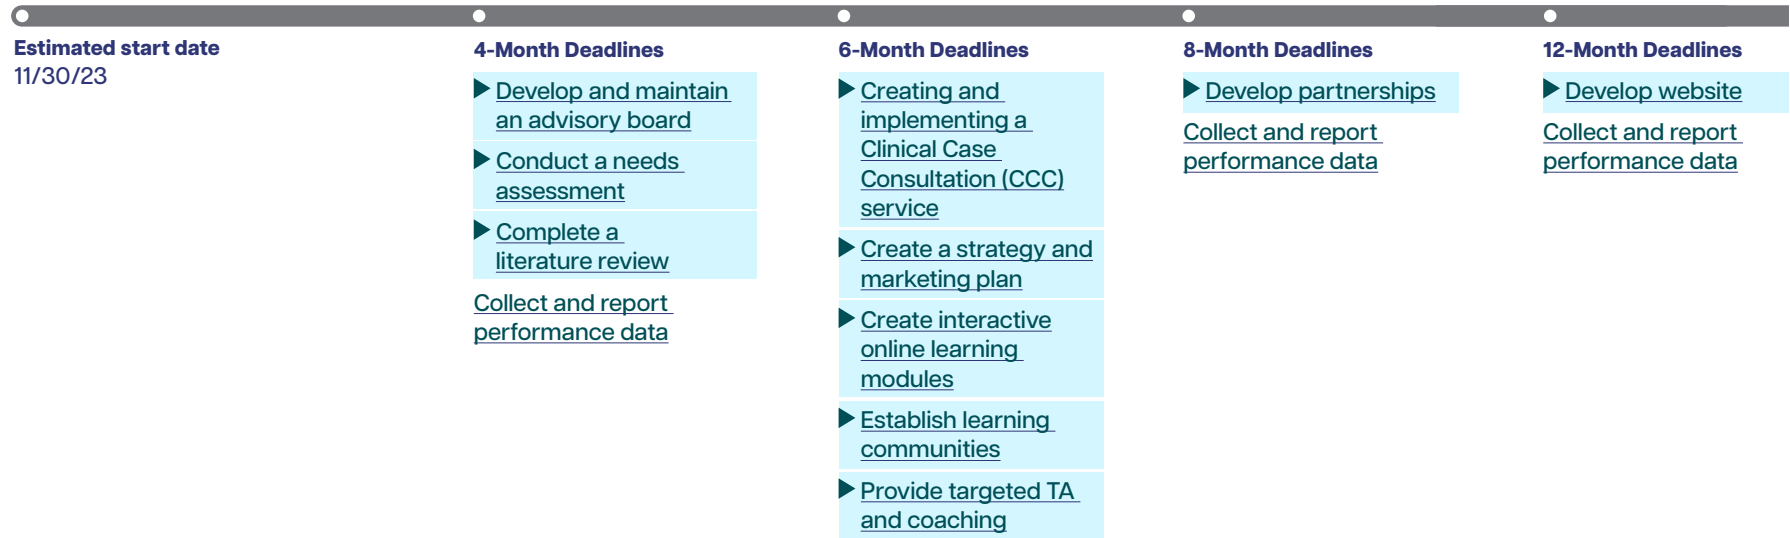 Estimated start date
11/30/23
4-Month Deadlines
Develop and maintain
an advisory board
Conduct a needs
assessment
Complete a
literature review
Collect and report
performance data
6-Month Deadlines
Creating and
implementing a
Clinical Case
Consultation (CCC)
service
Create a strategy and
marketing plan
Create interactive
online learning
modules
Establish learning
communities
Provide targeted TA
and coaching
8-Month Deadlines
Develop partnerships
Collect and report
performance data
12-Month Deadlines
Develop website
Collect and report
performance data